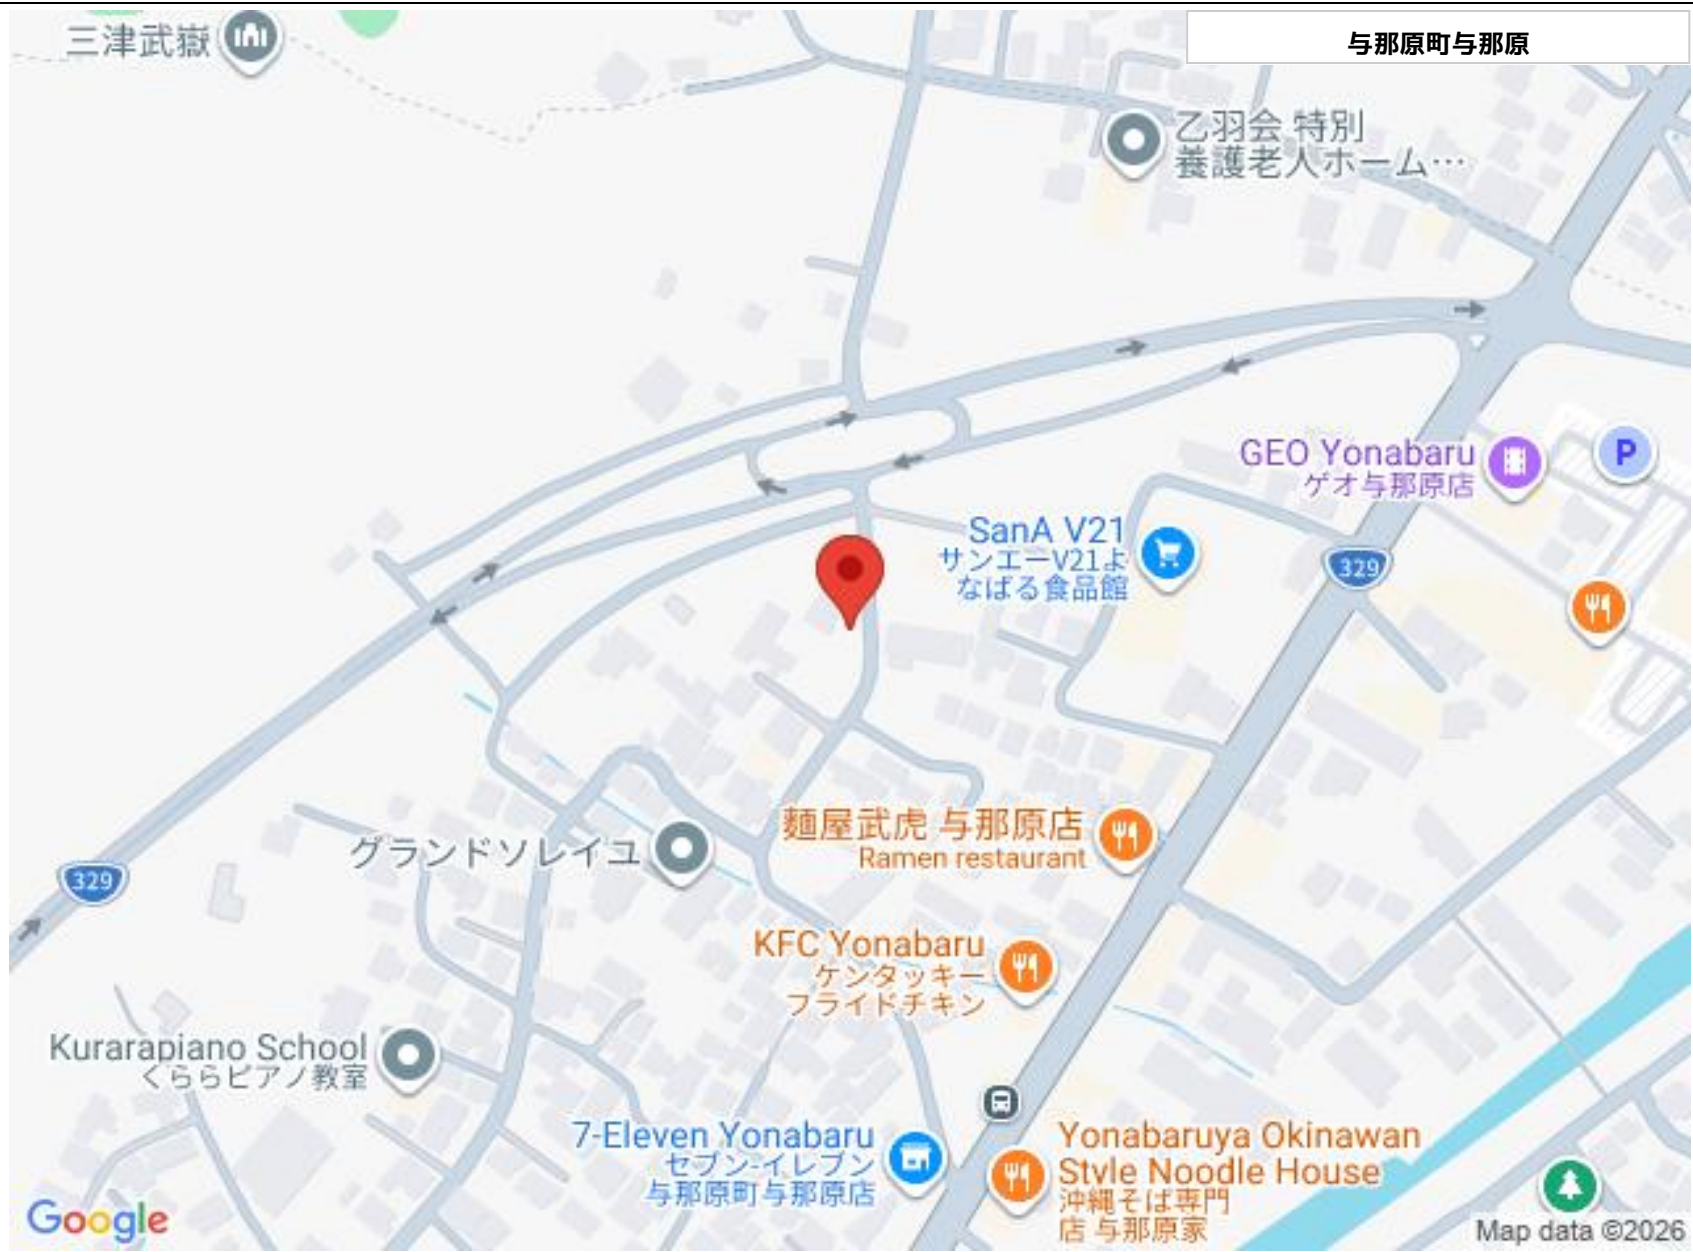 三津武嶽
与那原町与那原
乙羽会 特別
養護老人ホーム…
GEO Yonabaru
ゲオ与那原店
P
SanA V21
サンエーV21よ
なばる食品館
329
麺屋武虎 与那原店
Ramen restaurant
グランドソレイユ
329
KFC Yonabaru
ケンタッキー
フライドチキン
Kurarapiano School
くららピアノ教室
7-Eleven Yonabaru
セブン-イレブン
与那原町与那原店
Yonabaruya Okinawan
Style Noodle House
沖縄そば専門
店 与那原家
Google
Map data ©2026